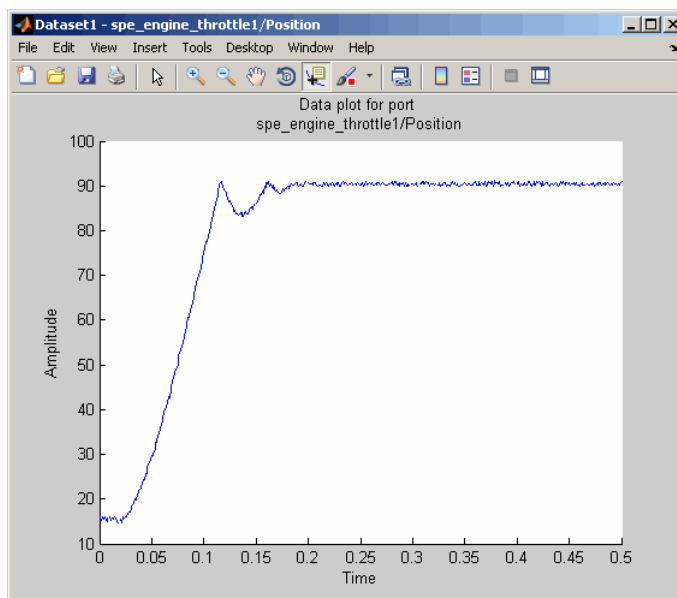 Dataset1 - spe_engine_throttle1/Position
File Edit View Insert Tools Desktop Window Help
Data plot for port
spe_engine_throttle1/Position
100
90
80
70
60
50
40
30
20
10
Amplitude
0 0.05 0.1 0.15 0.2 0.25 0.3 0.35 0.4 0.45 0.5
Time